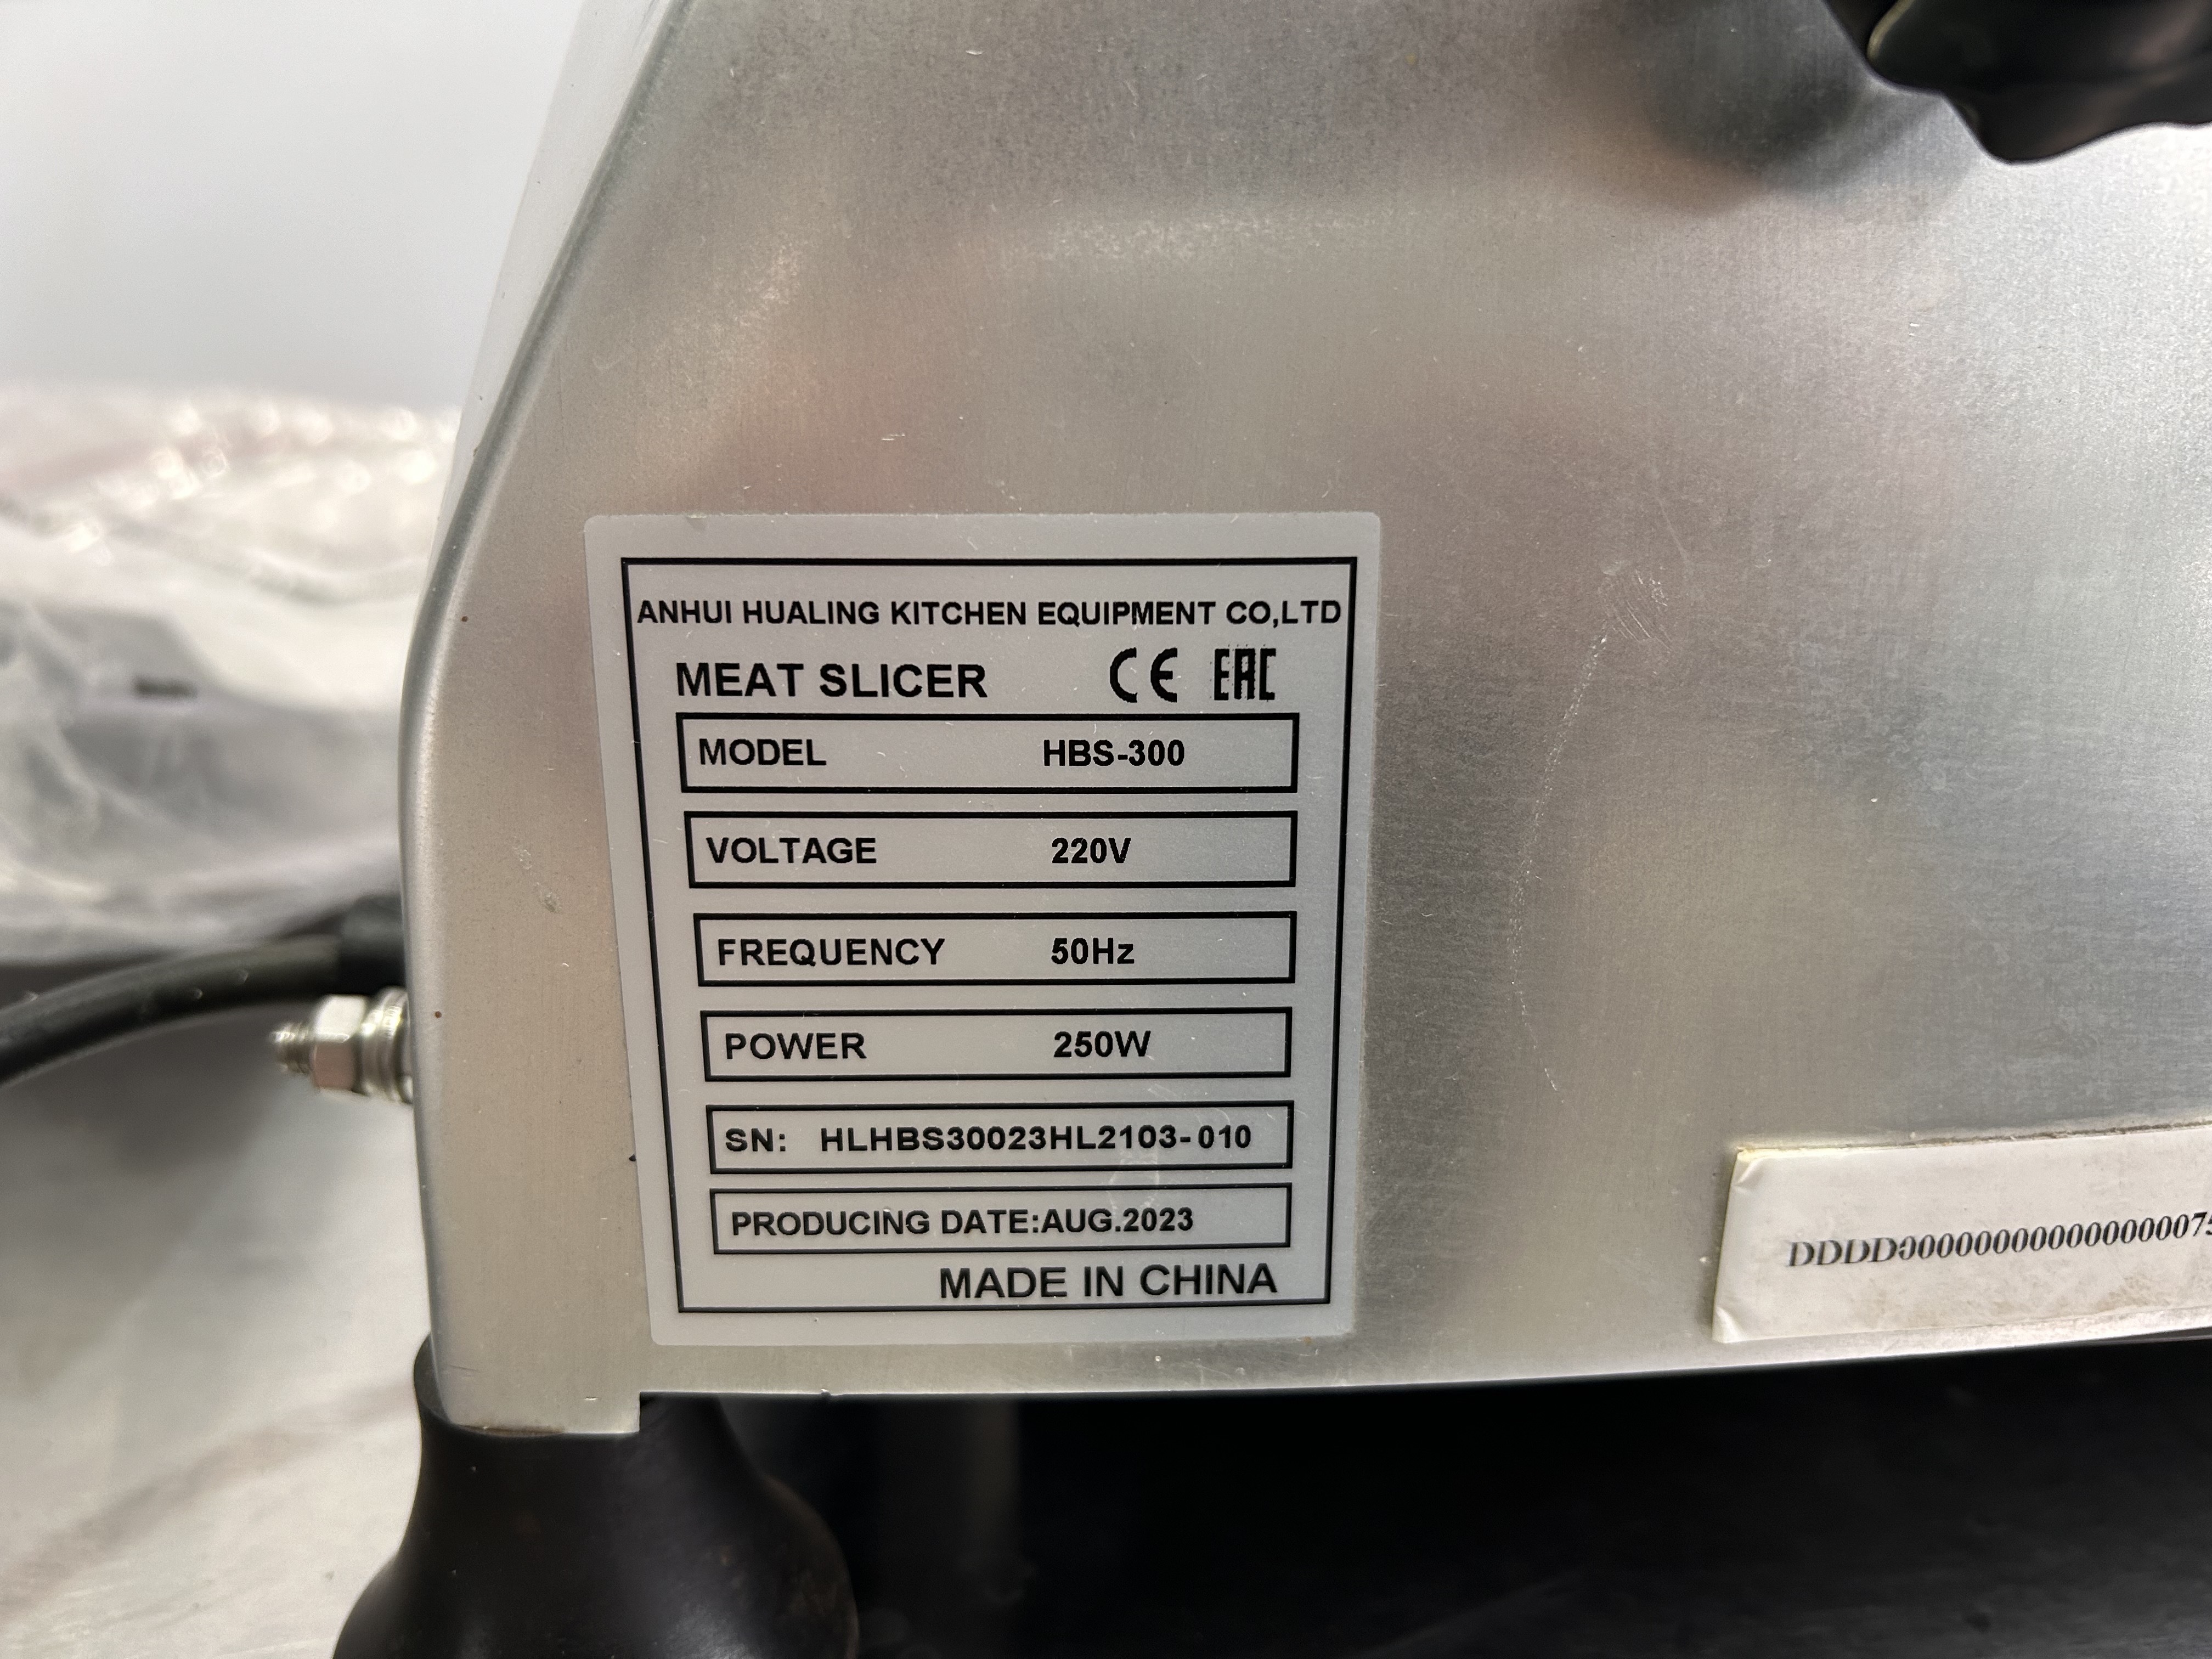 ANHUI HUALING KITCHEN EQUIPMENT CO,LTD
MEAT SLICER CE EAC
MODEL HBS-300
VOLTAGE 220V
FREQUENCY 50Hz
POWER 250W
SN: HLHBS30023HL2103-010
PRODUCING DATE:AUG.2023
MADE IN CHINA